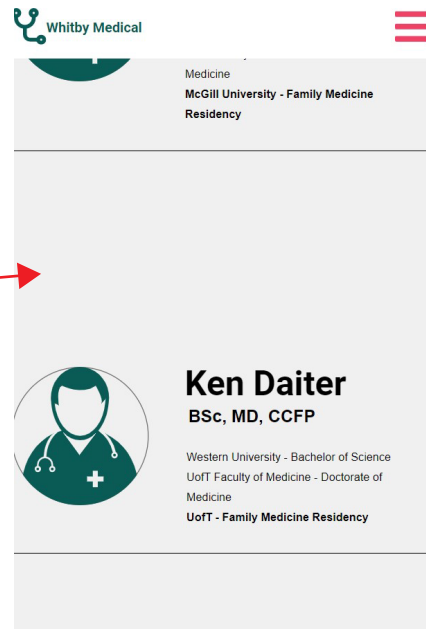 Whitby Medical
Medicine
McGill University - Family Medicine
Residency
Ken Daiter
BSc, MD, CCFP
Western University - Bachelor of Science
UofT Faculty of Medicine - Doctorate of
Medicine
UofT - Family Medicine Residency